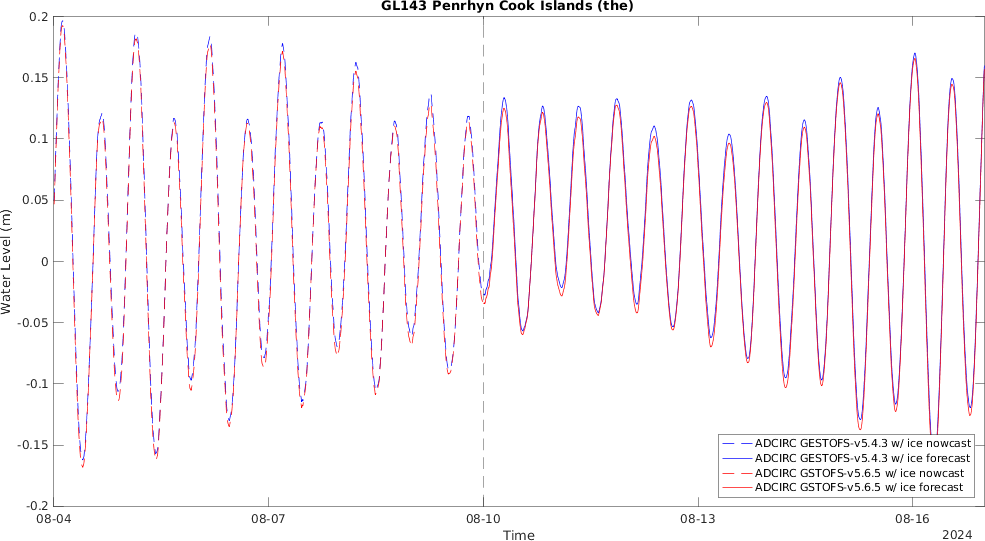 GL143 Penrhyn Cook Islands (the)
0.2
0.15
0.1
0.05
0
-0.05
-0.1
-0.15
-0.2
Water Level (m)
08-04
08-07
08-10
08-13
08-16
Time
2024
ADCIRC GESTOFS-v5.4.3 w/ ice nowcast
ADCIRC GESTOFS-v5.4.3 w/ ice forecast
ADCIRC GSTOFS-v5.6.5 w/ ice nowcast
ADCIRC GSTOFS-v5.6.5 w/ ice forecast